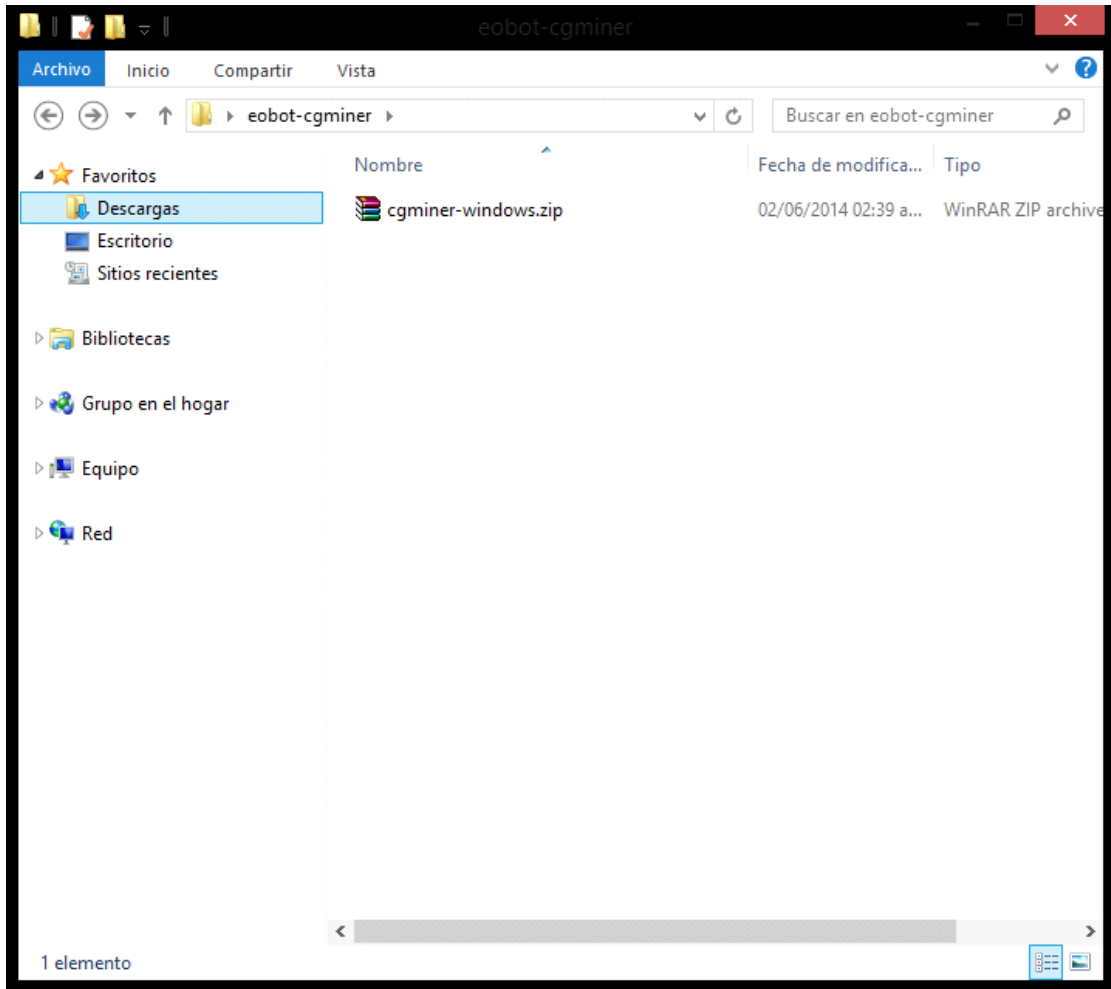 eobot-cgminer
Archivo Inicio Compartir Vista
eobot-cgminer Buscar en eobot-cgminer
Nombre Fecha de modifica... Tipo
Favoritos
Descargas cgminer-windows.zip 02/06/2014 02:39 a... WinRAR ZIP archive
Escritorio
Sitios recientes
Bibliotecas
Grupo en el hogar
Equipo
Red
1 elemento